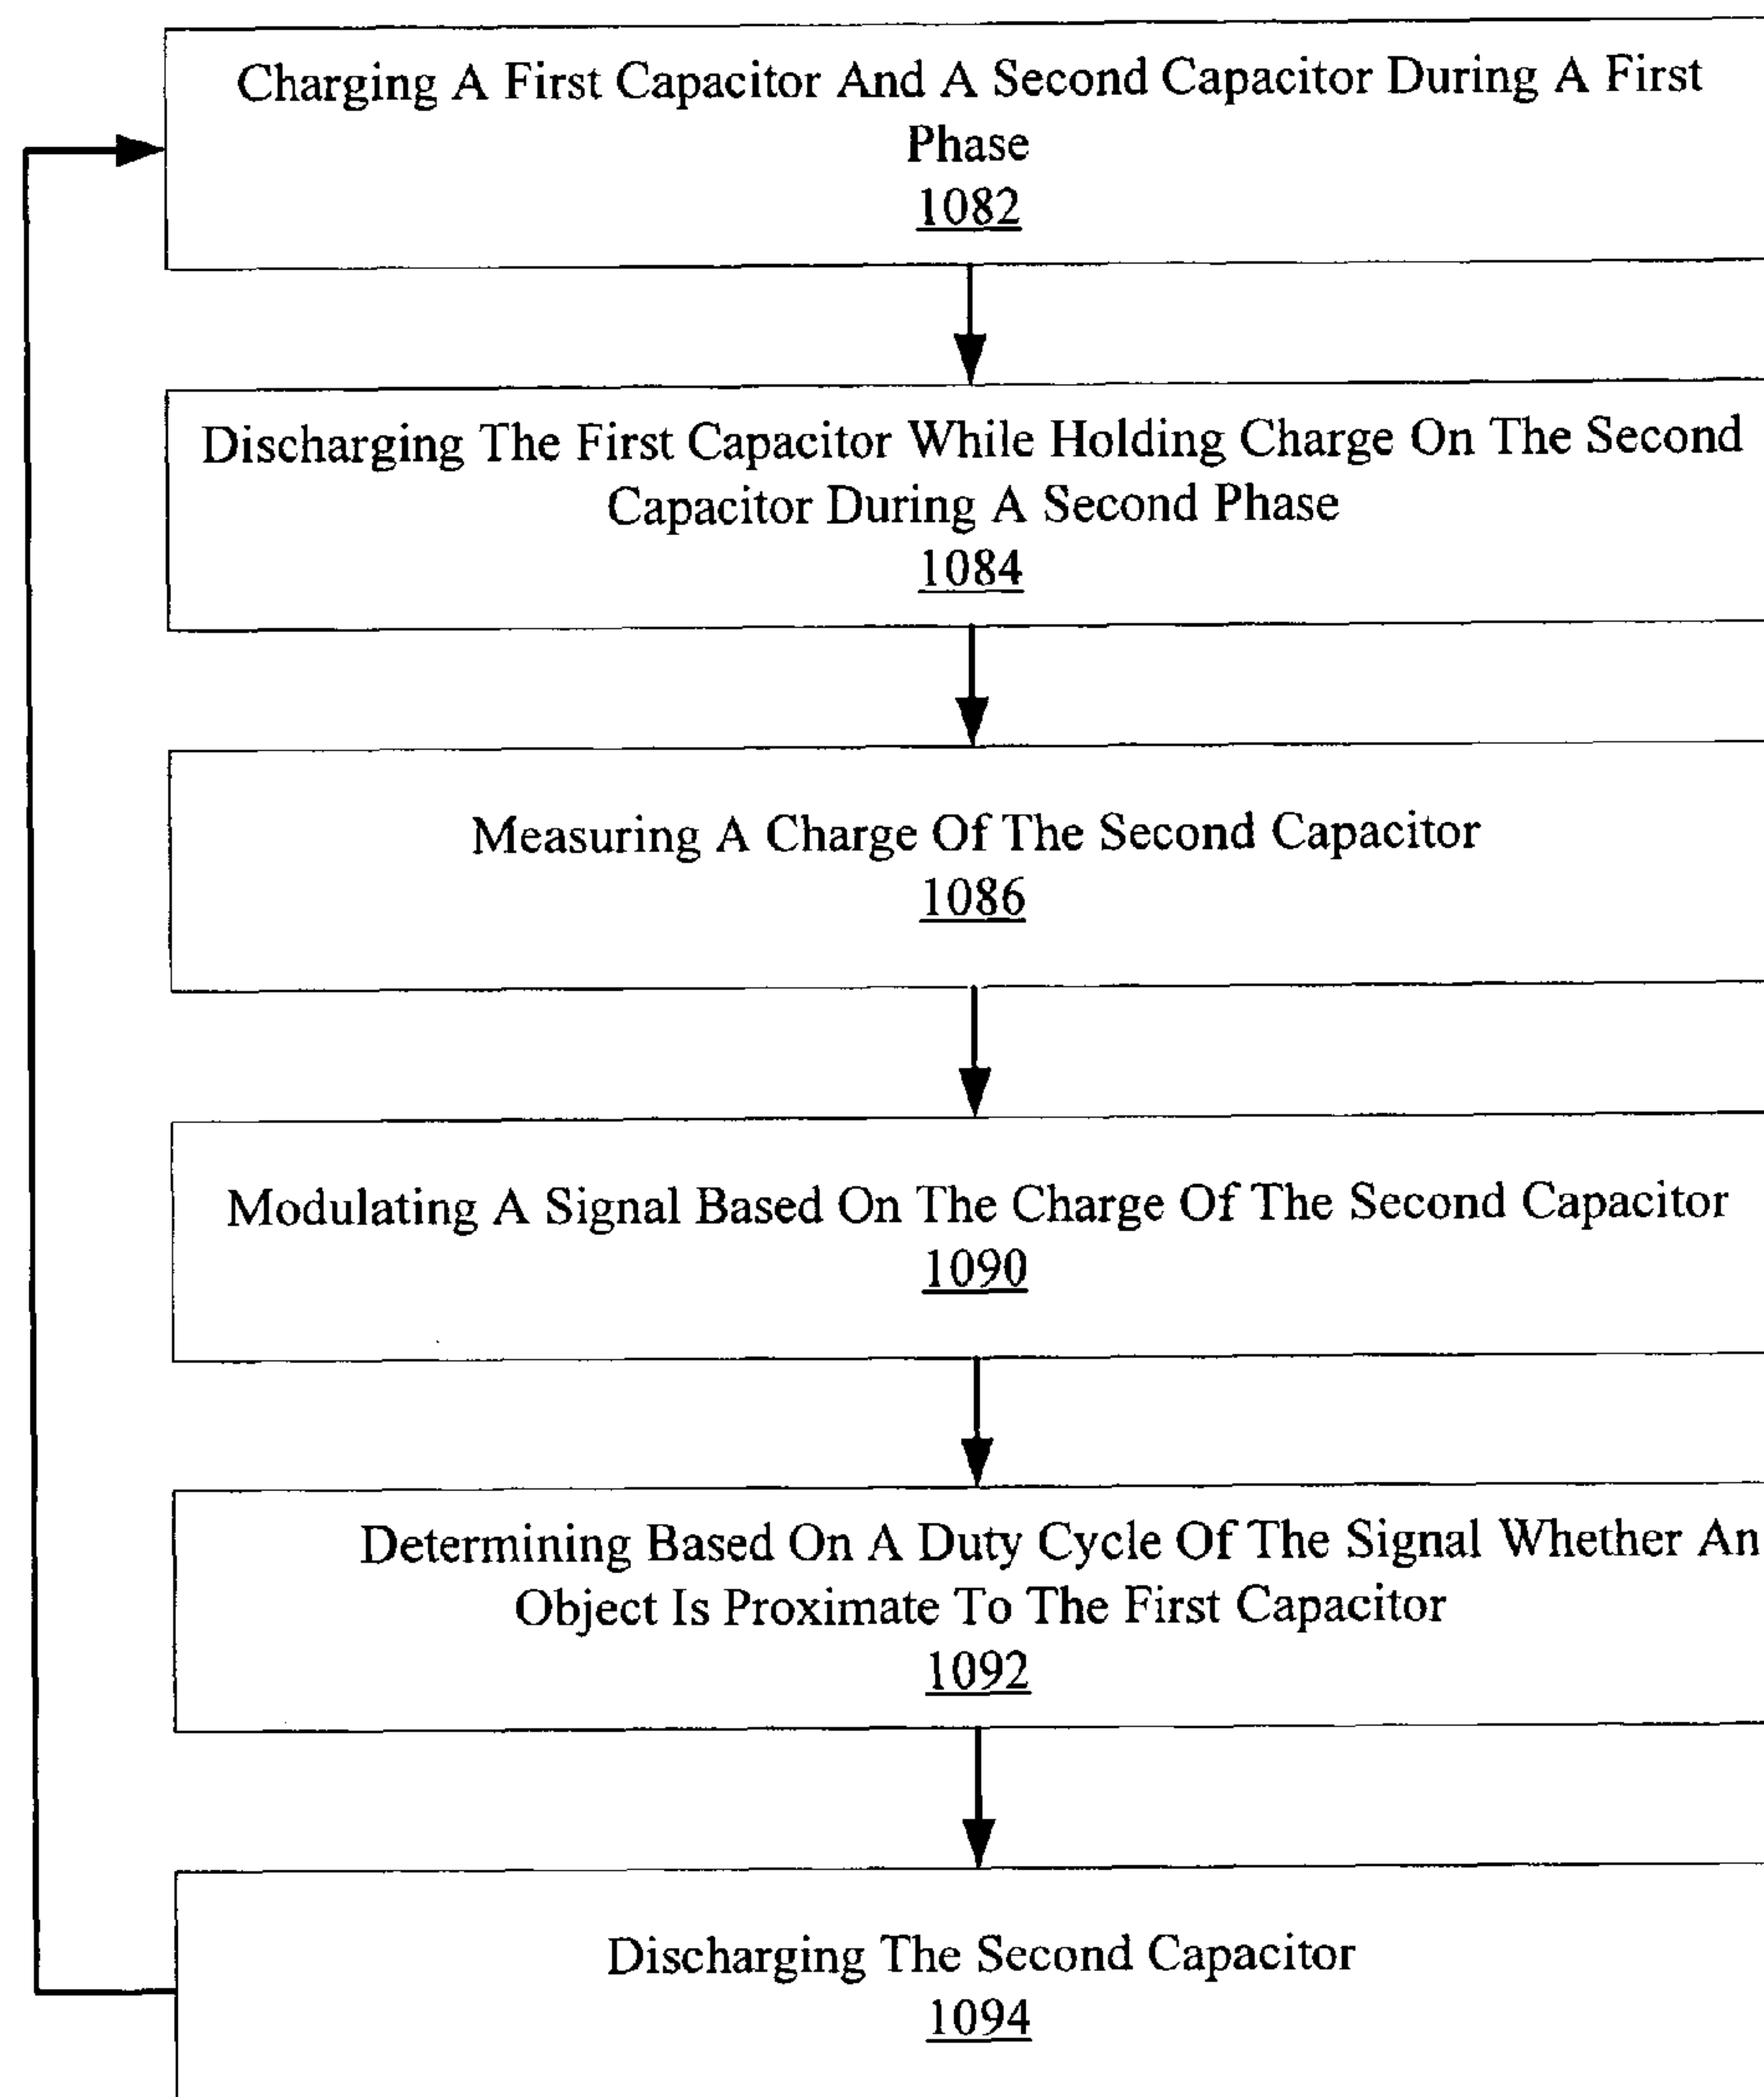 Charging A First Capacitor And A Second Capacitor During A First
Phase
1082
Discharging The First Capacitor While Holding Charge On The Second
Capacitor During A Second Phase
1084
Measuring A Charge Of The Second Capacitor
1086
Modulating A Signal Based On The Charge Of The Second Capacitor
1090
Determining Based On A Duty Cycle Of The Signal Whether An
Object Is Proximate To The First Capacitor
1092
Discharging The Second Capacitor
1094